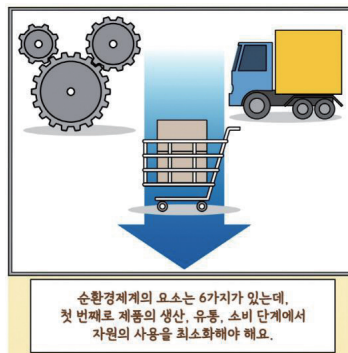 순환경제계의 요소는 6가지가 있는데,
첫 번째로 제품의 생산, 유통, 소비 단계에서
자원의 사용을 최소화해야 해요.